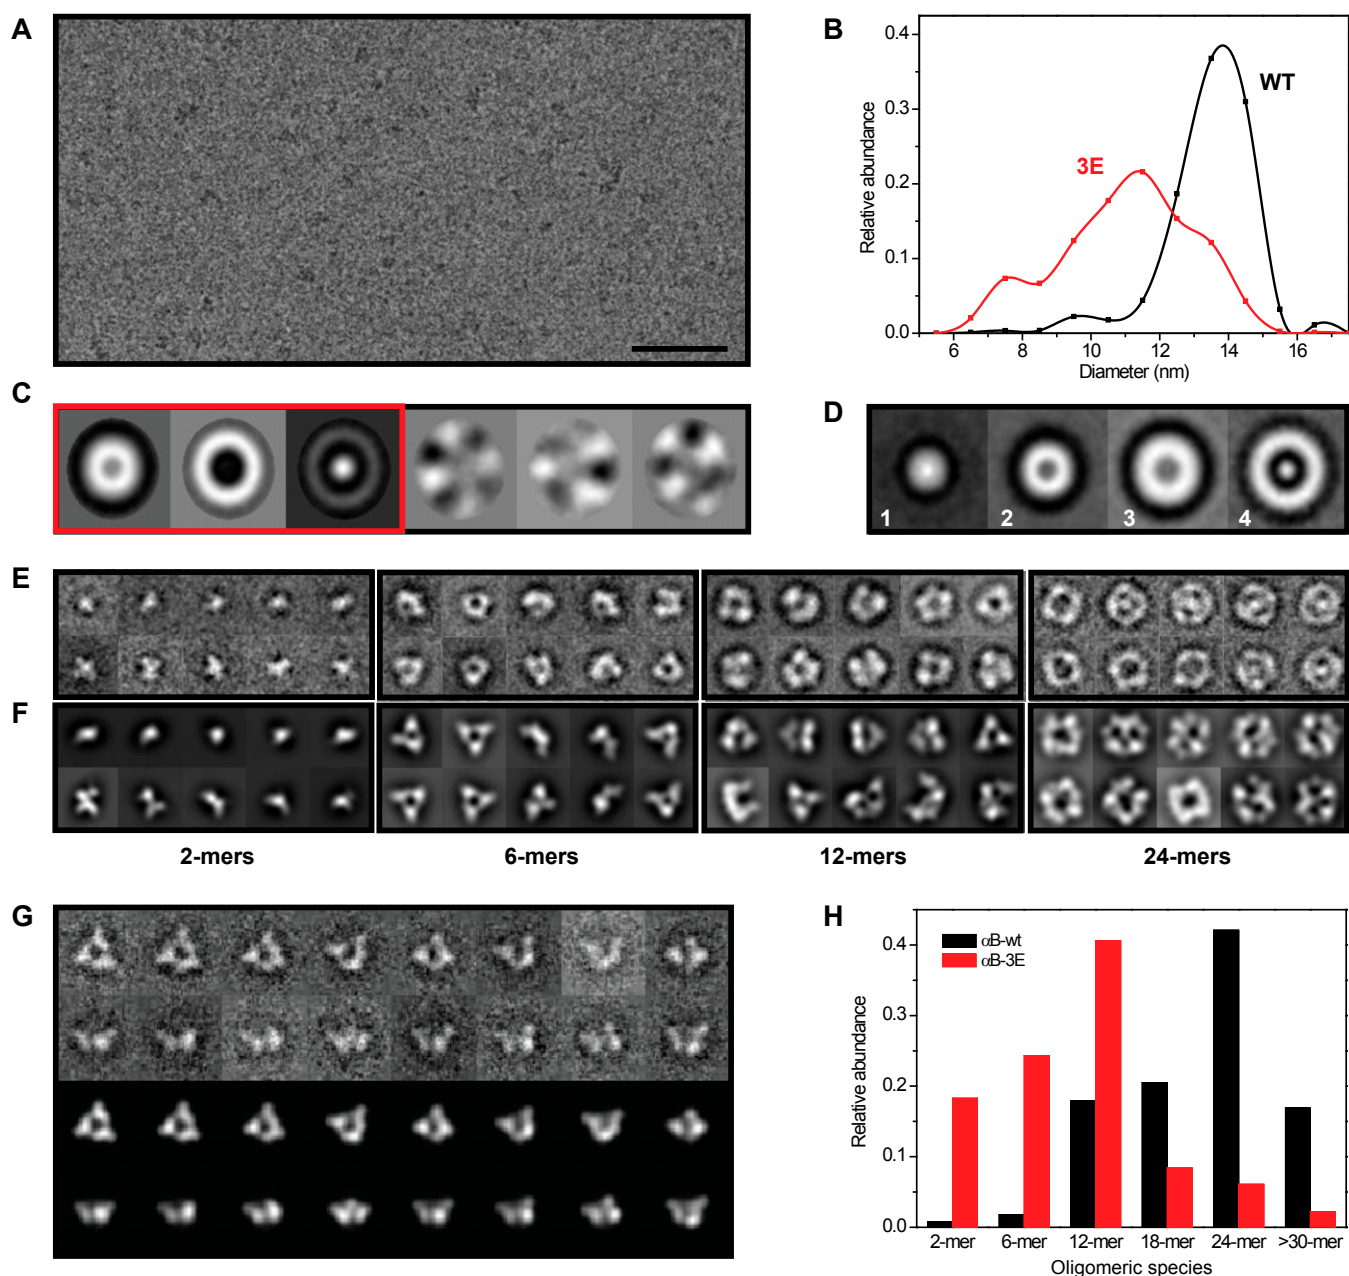 A
B
0.4
0.3
0.2
0.1
0.0
Relative abundance
WT
3E
6 8 10 12 14 16
Diameter (nm)
C
D
1 2 3 4
E
F
2-mers 6-mers 12-mers 24-mers
G
H
0.4
0.3
0.2
0.1
0.0
Relative abundance
αB-wt
αB-3E
2-mer 6-mer 12-mer 18-mer 24-mer >30-mer
Oligomeric species